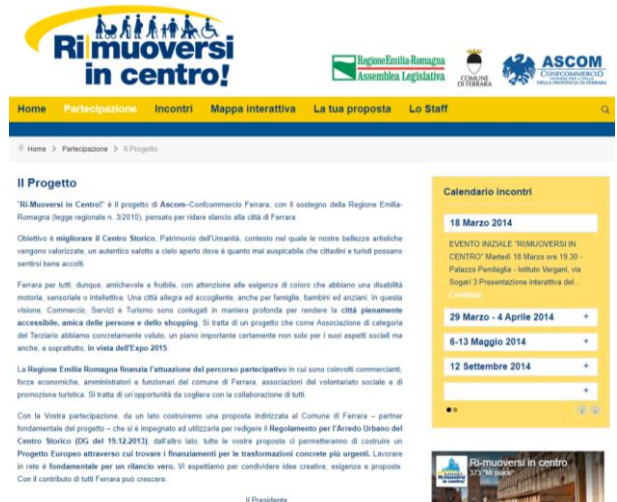 Ri muoversi
in centro!
RegioneEmilia-Romagna
Assemblea Legislativa
COMUNE
DI FERRARA
ASCOM
CONFCOMMERCIO
DELLA PROVINCIA DI FERRARA
Home Partecipazione Incontri Mappa interattiva La tua proposta Lo Staff
Home > Partecipazione > Il Progetto
Il Progetto
"Ri-Muoversi in Centro!" è il progetto di Ascom–Confcommercio Ferrara, con il sostegno della Regione Emilia-
Romagna (legge regionale n. 3/2010), pensato per ridare slancio alla città di Ferrara.
Obiettivo è migliorare il Centro Storico, Patrimonio dell'Umanità, contesto nel quale le nostre bellezze artistiche
vengono valorizzate, un autentico salotto a cielo aperto dove è quanto mai auspicabile che cittadini e turisti possano
sentirsi bene accolti.
Ferrara per tutti, dunque, amichevole e fruibile, con attenzione alle esigenze di coloro che abbiano una disabilità
motoria, sensoriale o intellettiva. Una città allegra ed accogliente, anche per famiglie, bambini ed anziani. In questa
visione, Commercio, Servizi e Turismo sono coniugati in maniera profonda per rendere la città pienamente
accessibile, amica delle persone e dello shopping. Si tratta di un progetto che come Associazione di categoria
del Terziario abbiamo concretamente voluto, un piano importante certamente non solo per i suoi aspetti sociali ma
anche, e soprattutto, in vista dell'Expo 2015.
La Regione Emilia Romagna finanzia l'attuazione del percorso partecipativo in cui sono coinvolti commercianti,
forze economiche, amministratori e funzionari del comune di Ferrara, associazioni del volontariato sociale e di
promozione turistica. Si tratta di un'opportunità da cogliere con la collaborazione di tutti.
Con la Vostra partecipazione, da un lato costruiremo una proposta indirizzata al Comune di Ferrara – partner
fondamentale del progetto – che si è impegnato ad utilizzarla per redigere il Regolamento per l'Arredo Urbano del
Centro Storico (DG del 19.12.2013); dall'altro lato, tutte le vostre proposte ci permetteranno di costruire un
Progetto Europeo attraverso cui trovare i finanziamenti per le trasformazioni concrete più urgenti. Lavorare
in rete è fondamentale per un rilancio vero. Vi aspettiamo per condividere idee creative, esigenze e proposte.
Con il contributo di tutti Ferrara può crescere.
Il Presidente
Calendario incontri
18 Marzo 2014
EVENTO INIZIALE "RI|MUOVERSI IN
CENTRO" Martedì 18 Marzo ore 19.30 -
Palazzo Pendaglia - Istituto Vergani, via
Sogari 3 Presentazione interattiva del...
Continua
29 Marzo - 4 Aprile 2014 +
6-13 Maggio 2014 +
12 Settembre 2014 +
+
Ri-muoversi in centro
373 "Mi piace"